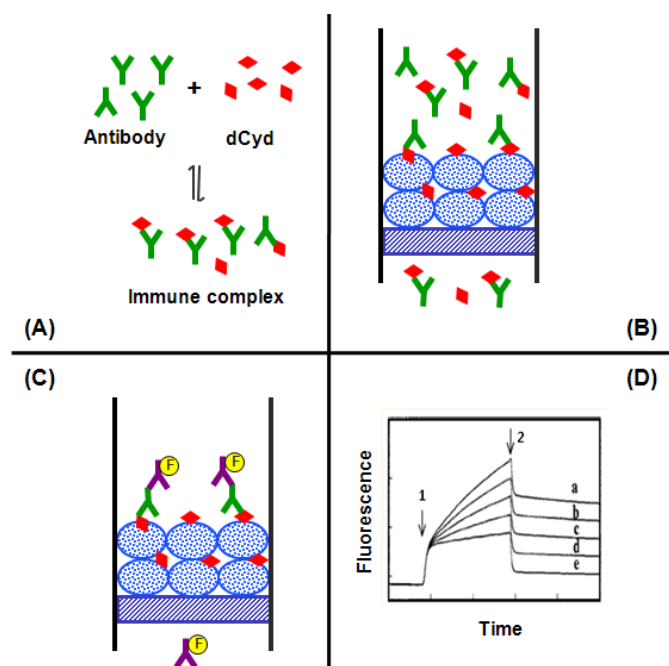 +
Antibody dCyd
Immune complex
(A)
(B)
(C)
F F
F
(D)
Fluorescence
1
2
a
b
c
d
e
Time